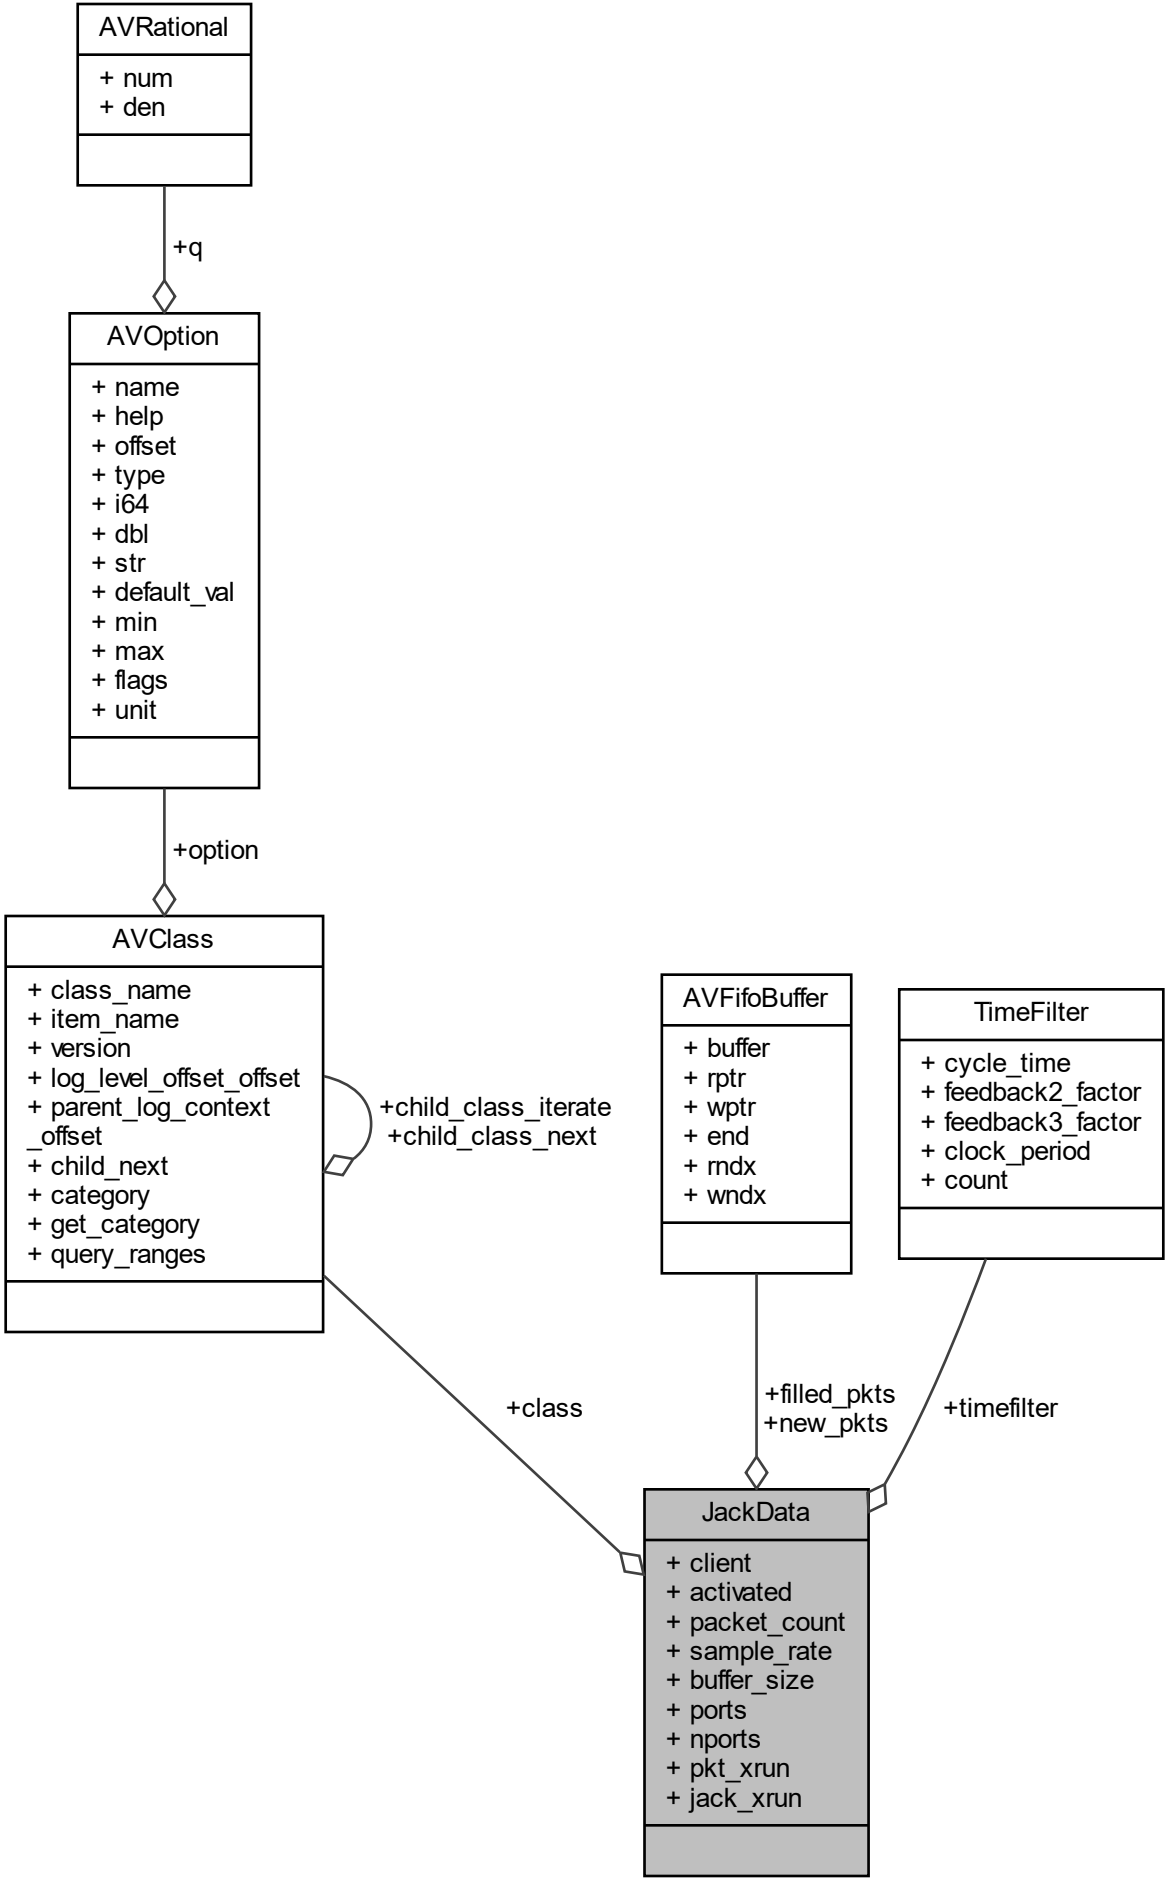 AVRational
+ num
+ den
+q
AVOption
+ name
+ help
+ offset
+ type
+ i64
+ dbl
+ str
+ default_val
+ min
+ max
+ flags
+ unit
+option
AVClass
+ class_name
+ item_name
+ version
+ log_level_offset_offset
+ parent_log_context
_offset
+ child_next
+ category
+ get_category
+ query_ranges
+child_class_iterate
+child_class_next
AVFifoBuffer
+ buffer
+ rptr
+ wptr
+ end
+ rndx
+ wndx
TimeFilter
+ cycle_time
+ feedback2_factor
+ feedback3_factor
+ clock_period
+ count
+class
+filled_pkts
+new_pkts
+timefilter
JackData
+ client
+ activated
+ packet_count
+ sample_rate
+ buffer_size
+ ports
+ nports
+ pkt_xrun
+ jack_xrun